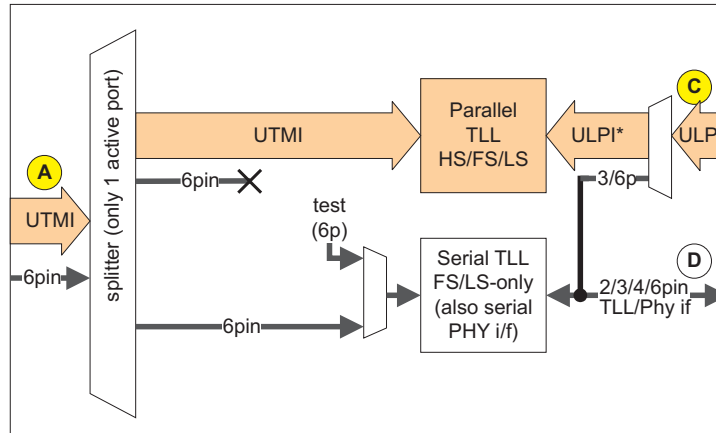 A
UTMI
6pin
splitter (only 1 active port)
UTMI
6pin
test
(6p)
6pin
Parallel
TLL
HS/FS/LS
ULPI*
C
ULP
3/6p
Serial TLL
FS/LS-only
(also serial
PHY i/f)
D
2/3/4/6pin
TLL/Phy if